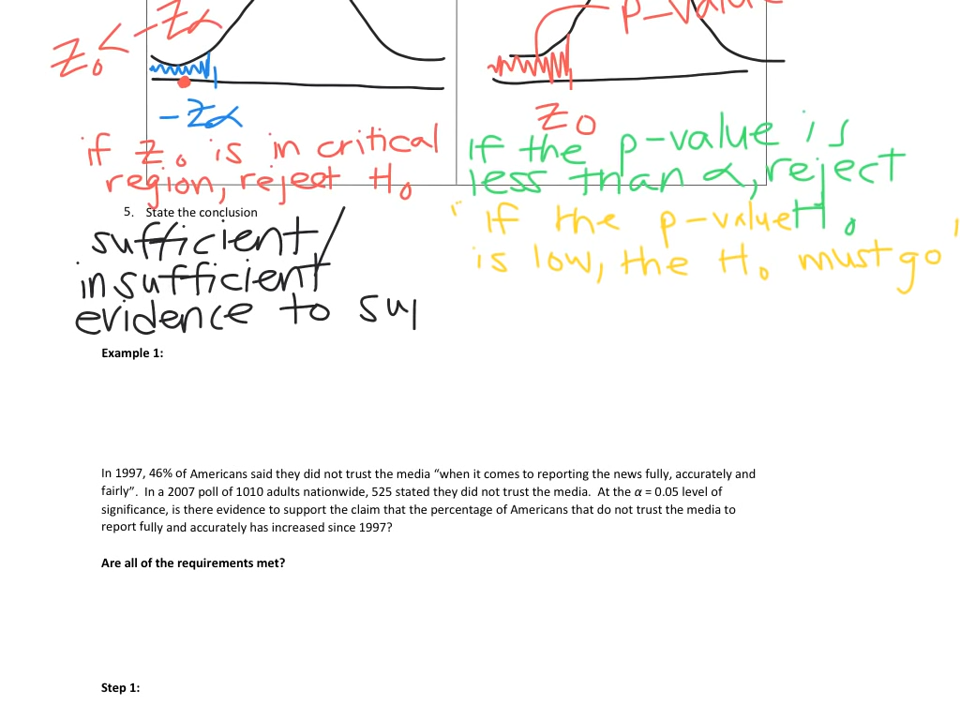 Z₀ < -Zα
p-value
-Zα
Z₀
if Z₀ is in critical
region, reject H₀
If the p-value is
less than α, reject
H₀
5. State the conclusion
sufficient/
insufficient
evidence to sup
"if the p-value
is low, the H₀ must go"
Example 1:
In 1997, 46% of Americans said they did not trust the media “when it comes to reporting the news fully, accurately and
fairly”. In a 2007 poll of 1010 adults nationwide, 525 stated they did not trust the media. At the α = 0.05 level of
significance, is there evidence to support the claim that the percentage of Americans that do not trust the media to
report fully and accurately has increased since 1997?
Are all of the requirements met?
Step 1: